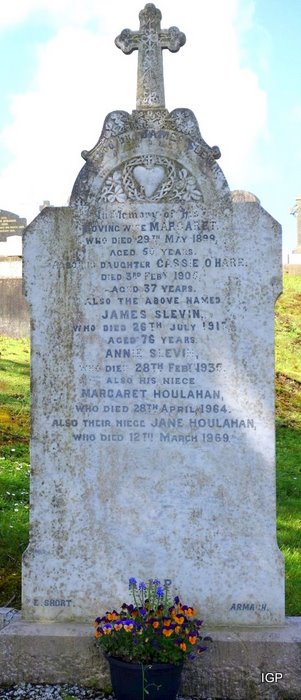 In Memory of his
LOVING WIFE MARGARET
WHO DIED 29TH MAY 1899,
AGED YEARS.
ALSO HIS DAUGHTER CASSIE O'HARE
DIED 3RD FEBY 1905
AGED 37 YEARS.
ALSO THE ABOVE NAMED
JAMES SLEVIN,
WHO DIED 26TH JULY
AGED 76 YEARS.
ANNIE SLEVIN,
WHO DIED 28TH FEBY 1935.
ALSO HIS NIECE
MARGARET HOULAHAN,
WHO DIED 28TH APRIL 1964.
ALSO THEIR NIECE JANE HOULAHAN,
WHO DIED 12TH MARCH 1969.
E SHORT.
ARMAGH.
IGP